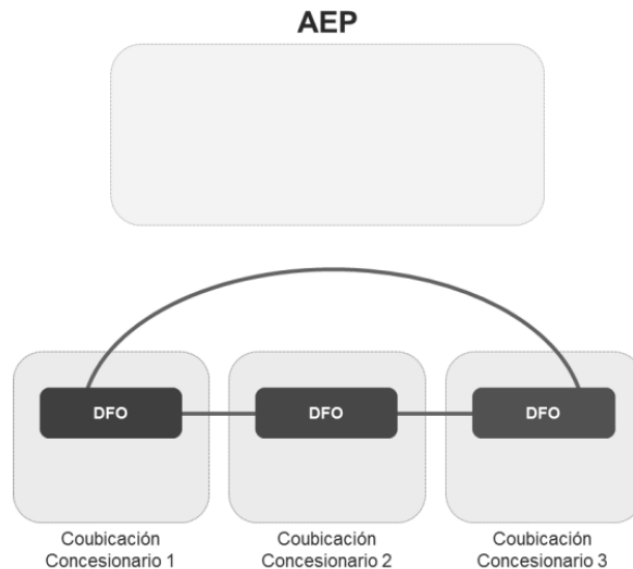 AEP
DFO
DFO
DFO
Coubicación
Concesionario 1
Coubicación
Concesionario 2
Coubicación
Concesionario 3